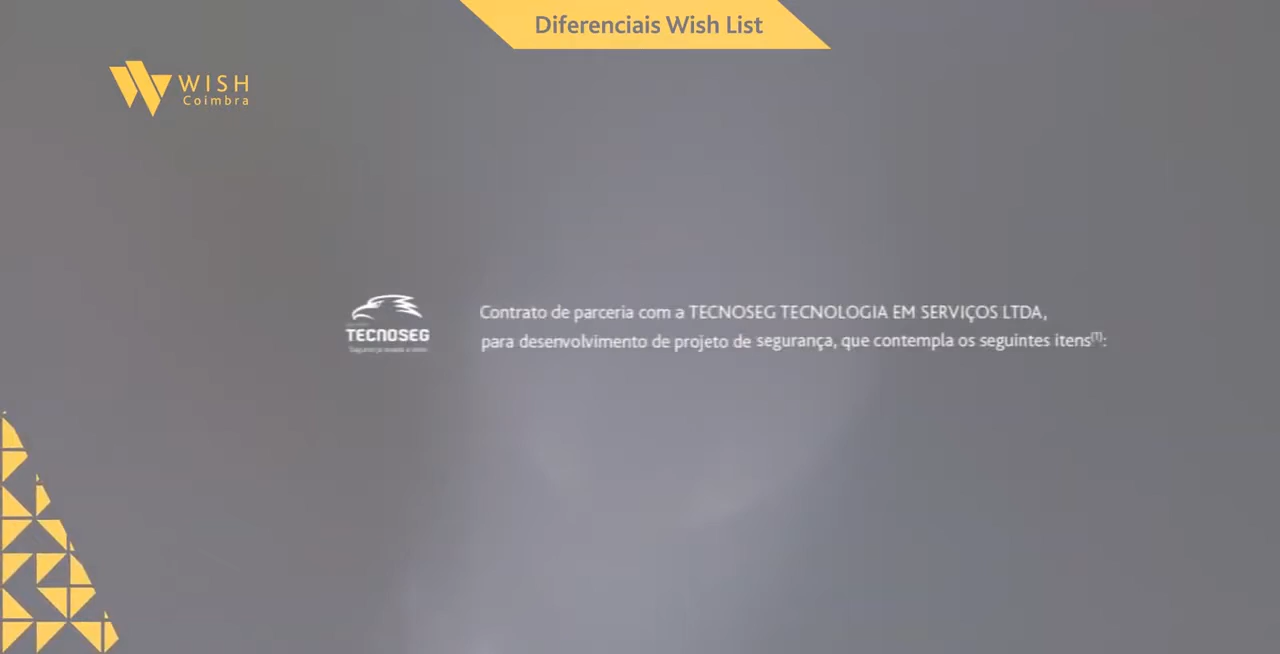 Diferenciais Wish List
WISH
Coimbra
Contrato de parceria com a TECNOSEG TECNOLOGIA EM SERVIÇOS LTDA,
TECNOSEG
para desenvolvimento de projeto de segurança, que contempla os seguintes itens⁽¹⁾: